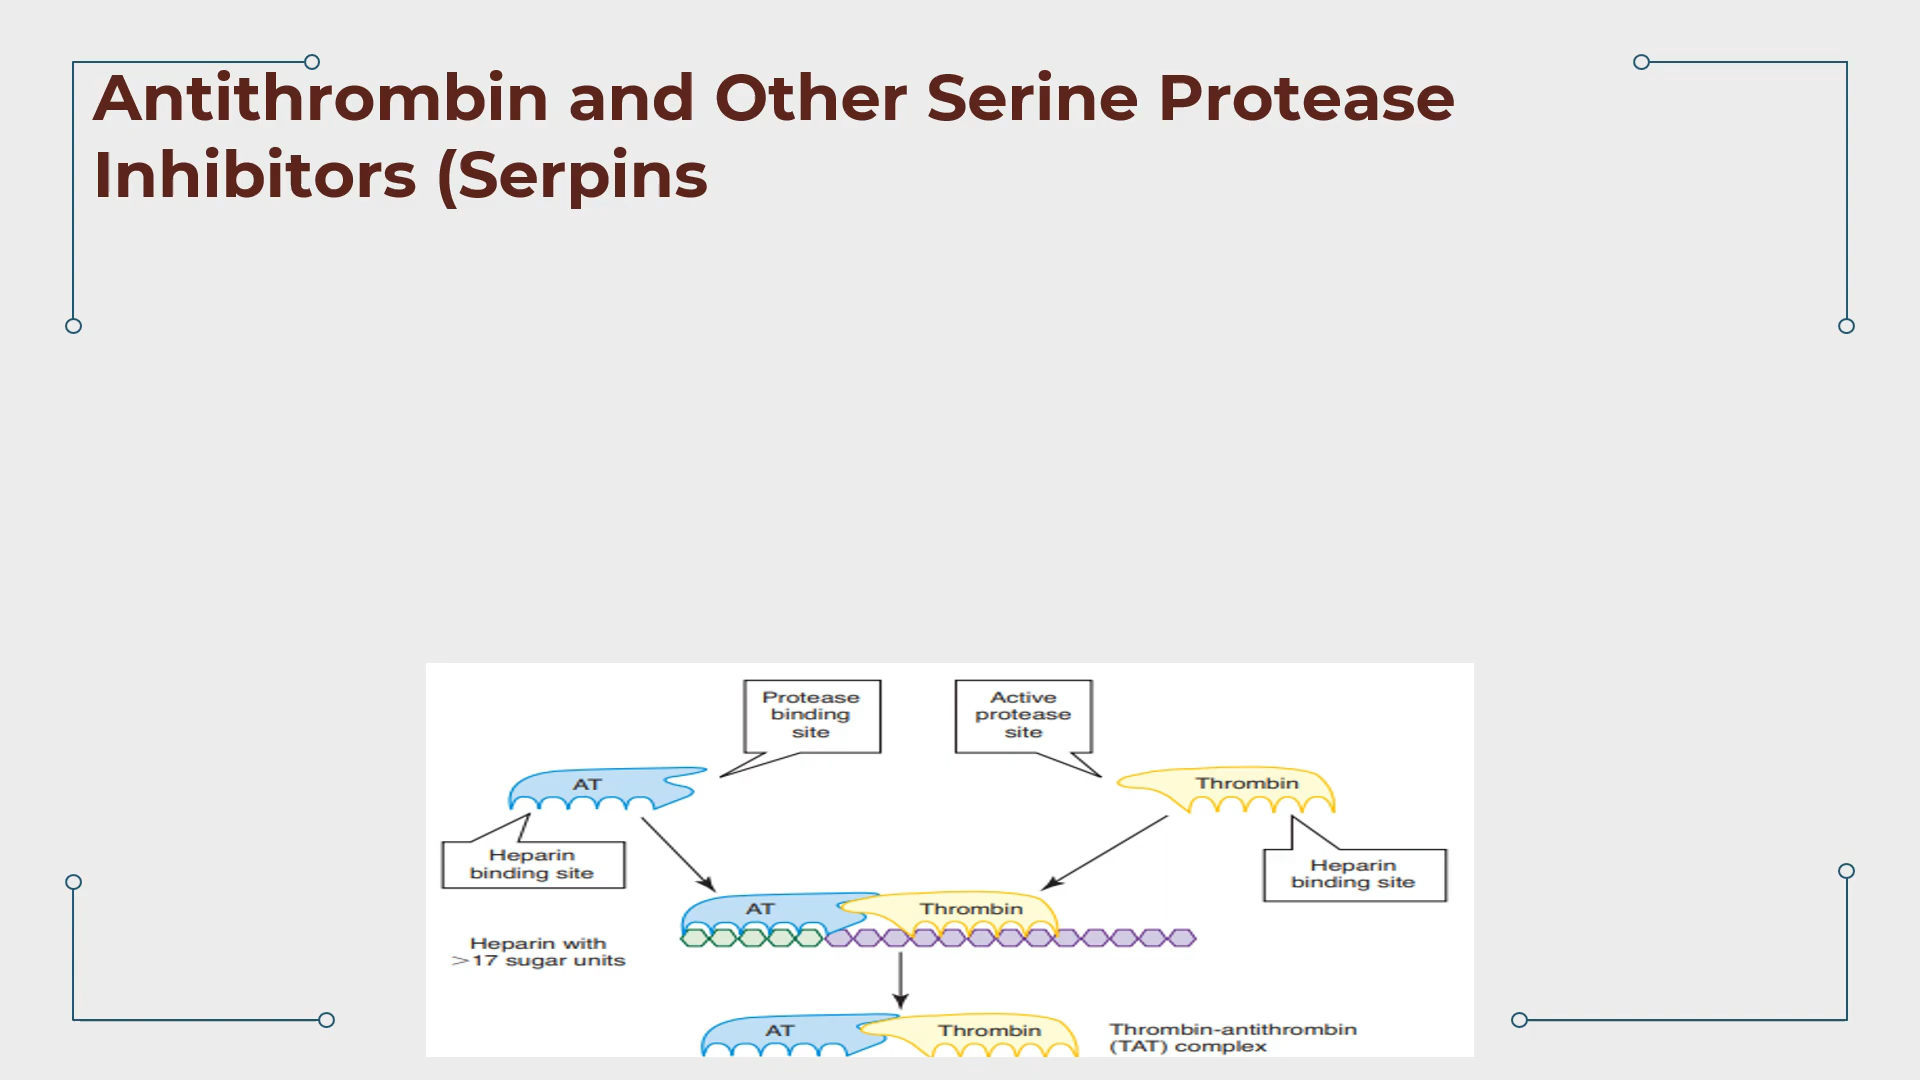 Antithrombin and Other Serine Protease
Inhibitors (Serpins
Protease
binding
site
Active
protease
site
AT
Thrombin
Heparin
binding site
Heparin
binding site
AT
Thrombin
Heparin with
>17 sugar units
AT
Thrombin
Thrombin-antithrombin
(TAT) complex